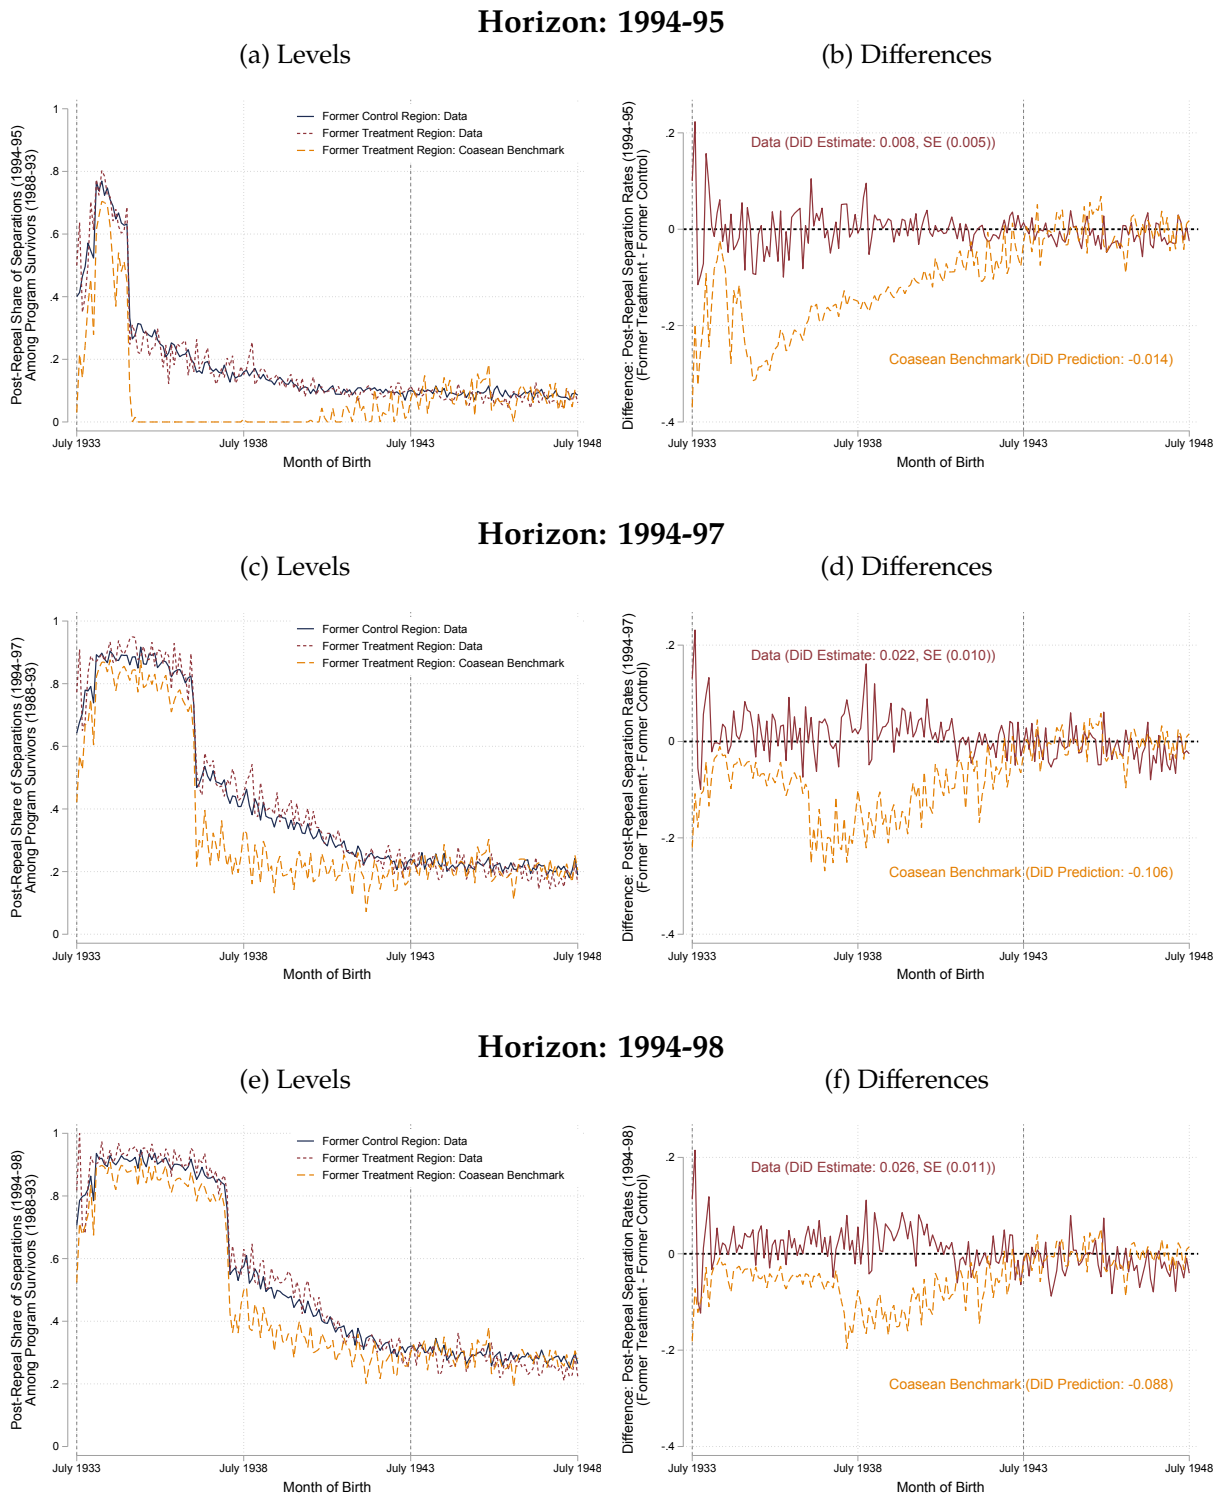 Horizon: 1994-95
(a) Levels
Post-Repeal Share of Separations (1994-95)
Among Program Survivors (1988-93)
1
.8
.6
.4
.2
0
Former Control Region: Data
Former Treatment Region: Data
Former Treatment Region: Coasean Benchmark
July 1933
July 1938
July 1943
July 1948
Month of Birth
(b) Differences
Difference: Post-Repeal Separation Rates (1994-95)
(Former Treatment - Former Control)
.2
0
-.2
-.4
Data (DiD Estimate: 0.008, SE (0.005))
Coasean Benchmark (DiD Prediction: -0.014)
July 1933
July 1938
July 1943
July 1948
Month of Birth
Horizon: 1994-97
(c) Levels
Post-Repeal Share of Separations (1994-97)
Among Program Survivors (1988-93)
1
.8
.6
.4
.2
0
Former Control Region: Data
Former Treatment Region: Data
Former Treatment Region: Coasean Benchmark
July 1933
July 1938
July 1943
July 1948
Month of Birth
(d) Differences
Difference: Post-Repeal Separation Rates (1994-97)
(Former Treatment - Former Control)
.2
0
-.2
-.4
Data (DiD Estimate: 0.022, SE (0.010))
Coasean Benchmark (DiD Prediction: -0.106)
July 1933
July 1938
July 1943
July 1948
Month of Birth
Horizon: 1994-98
(e) Levels
Post-Repeal Share of Separations (1994-98)
Among Program Survivors (1988-93)
1
.8
.6
.4
.2
0
Former Control Region: Data
Former Treatment Region: Data
Former Treatment Region: Coasean Benchmark
July 1933
July 1938
July 1943
July 1948
Month of Birth
(f) Differences
Difference: Post-Repeal Separation Rates (1994-98)
(Former Treatment - Former Control)
.2
0
-.2
-.4
Data (DiD Estimate: 0.026, SE (0.011))
Coasean Benchmark (DiD Prediction: -0.088)
July 1933
July 1938
July 1943
July 1948
Month of Birth